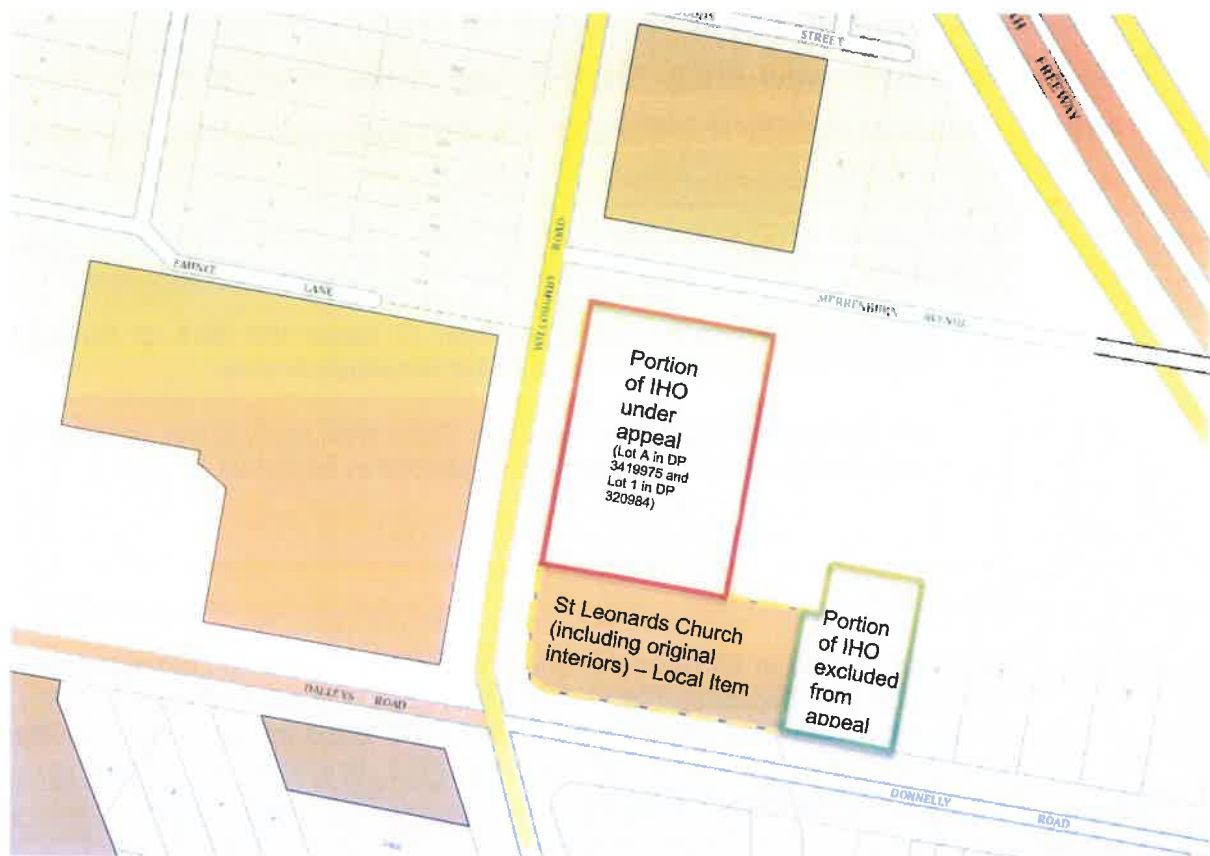 STREET
FREEWAY
LANE
WILLOUGHBY ROAD
MERRENBURN AVENUE
Portion
of IHO
under
appeal
(Lot A in DP
3419975 and
Lot 1 in DP
320984)
St Leonards Church
(including original
interiors) – Local Item
Portion
of IHO
excluded
from
appeal
DALLEYS ROAD
DONNELLY ROAD